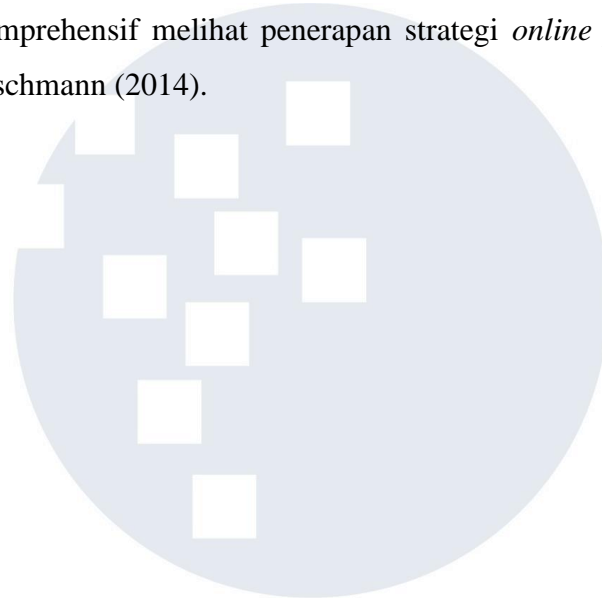 mprehensif melihat penerapan strategi online
schmann (2014).